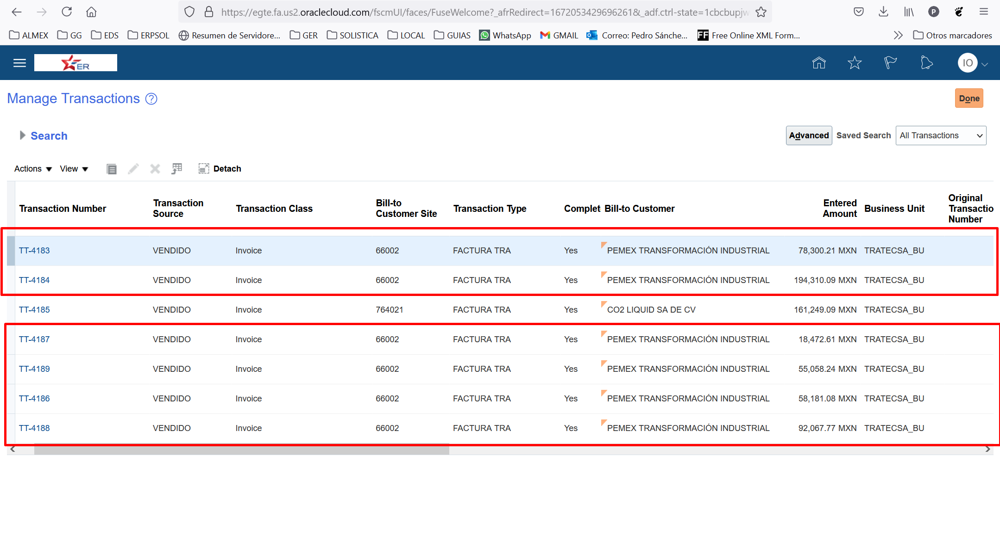 https://egte.fa.us2.oraclecloud.com/fscmUI/faces/FuseWelcome?_afrRedirect=16720534296962618&_adf.ctrl-state=1cbcbupjw
P
ALMEX GG EDS ERPSOL Resumen de Servidore... GER SOLISTICA LOCAL GUIAS WhatsApp GMAIL Correo: Pedro Sánche... FF Free Online XML Form... Otros marcadores
ER IO
Manage Transactions ? Done
Search Advanced Saved Search All Transactions
Actions View Detach
Transaction Number Transaction Source Transaction Class Bill-to Customer Site Transaction Type Complet Bill-to Customer Entered Amount Business Unit Original Transactio Number
TT-4183 VENDIDO Invoice 66002 FACTURA TRA Yes PEMEX TRANSFORMACIÓN INDUSTRIAL 78,300.21 MXN TRATECSA_BU
TT-4184 VENDIDO Invoice 66002 FACTURA TRA Yes PEMEX TRANSFORMACIÓN INDUSTRIAL 194,310.09 MXN TRATECSA_BU
TT-4185 VENDIDO Invoice 764021 FACTURA TRA Yes CO2 LIQUID SA DE CV 161,249.09 MXN TRATECSA_BU
TT-4187 VENDIDO Invoice 66002 FACTURA TRA Yes PEMEX TRANSFORMACIÓN INDUSTRIAL 18,472.61 MXN TRATECSA_BU
TT-4189 VENDIDO Invoice 66002 FACTURA TRA Yes PEMEX TRANSFORMACIÓN INDUSTRIAL 55,058.24 MXN TRATECSA_BU
TT-4186 VENDIDO Invoice 66002 FACTURA TRA Yes PEMEX TRANSFORMACIÓN INDUSTRIAL 58,181.08 MXN TRATECSA_BU
TT-4188 VENDIDO Invoice 66002 FACTURA TRA Yes PEMEX TRANSFORMACIÓN INDUSTRIAL 92,067.77 MXN TRATECSA_BU